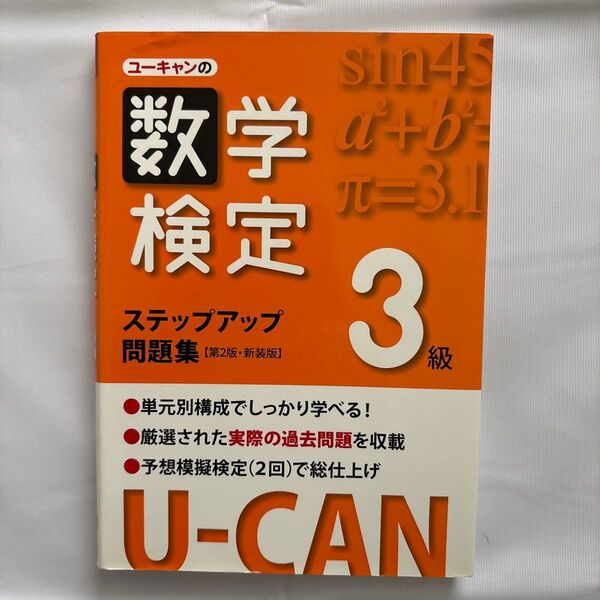 ユーキャンの
sin45
a²+b²=
π=3.1
数学
検定
3級
ステップアップ
問題集【第2版・新装版】
●単元別構成でしっかり学べる！
●厳選された実際の過去問題を収載
●予想模擬検定(2回)で総仕上げ
U-CAN